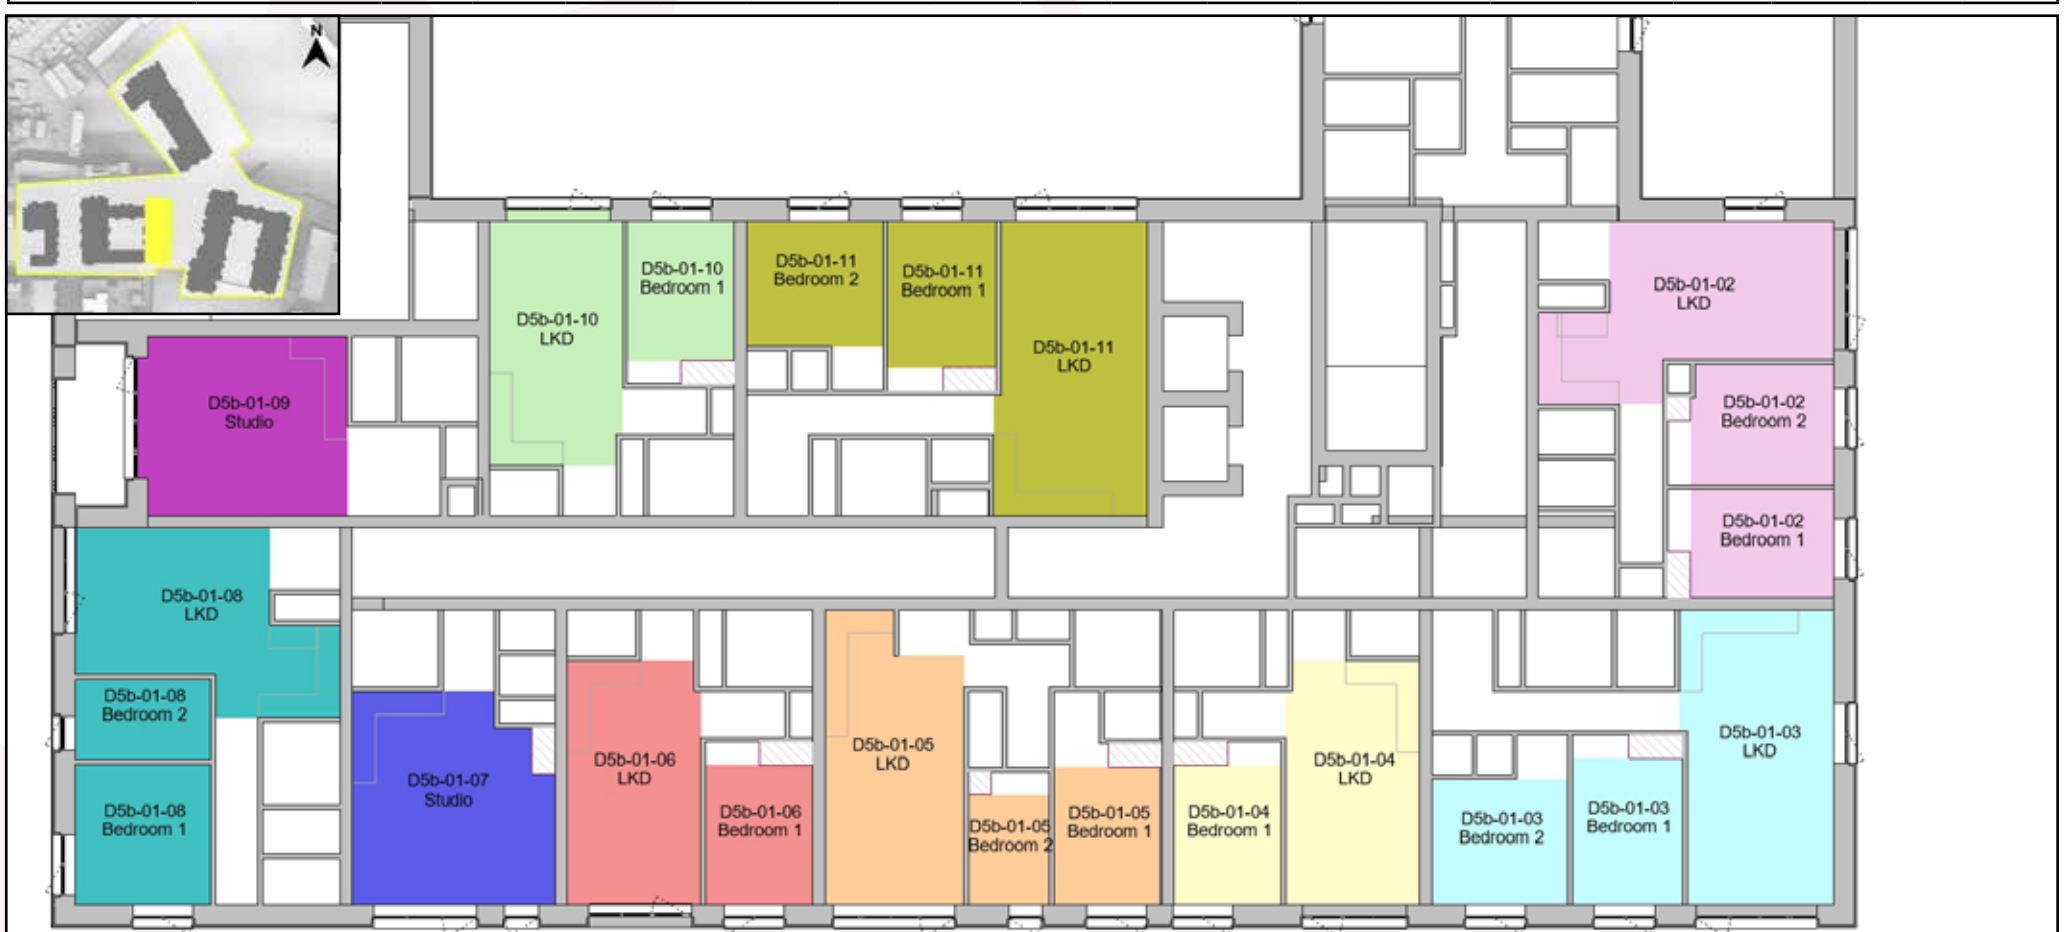 N
D5b-01-10
LKD
D5b-01-10
Bedroom 1
D5b-01-11
Bedroom 2
D5b-01-11
Bedroom 1
D5b-01-11
LKD
D5b-01-02
LKD
D5b-01-09
Studio
D5b-01-02
Bedroom 2
D5b-01-02
Bedroom 1
D5b-01-08
LKD
D5b-01-08
Bedroom 2
D5b-01-08
Bedroom 1
D5b-01-07
Studio
D5b-01-06
LKD
D5b-01-06
Bedroom 1
D5b-01-05
LKD
D5b-01-05
Bedroom 2
D5b-01-05
Bedroom 1
D5b-01-04
Bedroom 1
D5b-01-04
LKD
D5b-01-03
Bedroom 2
D5b-01-03
Bedroom 1
D5b-01-03
LKD